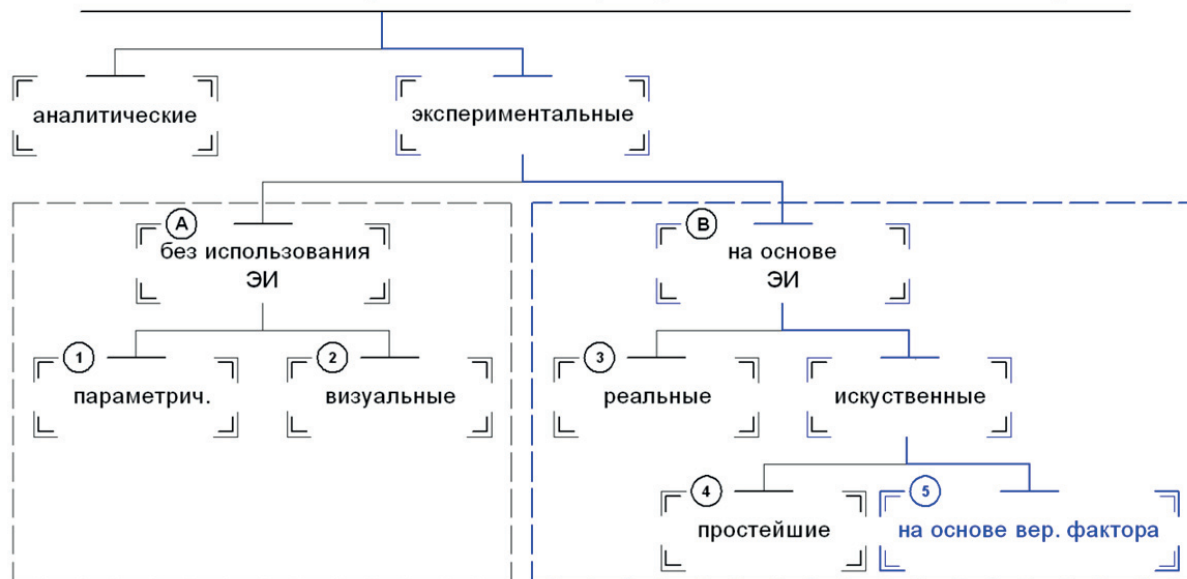 аналитические
экспериментальные
A
без использования
ЭИ
B
на основе
ЭИ
1
параметрич.
2
визуальные
3
реальные
искуственные
4
простейшие
5
на основе вер. фактора